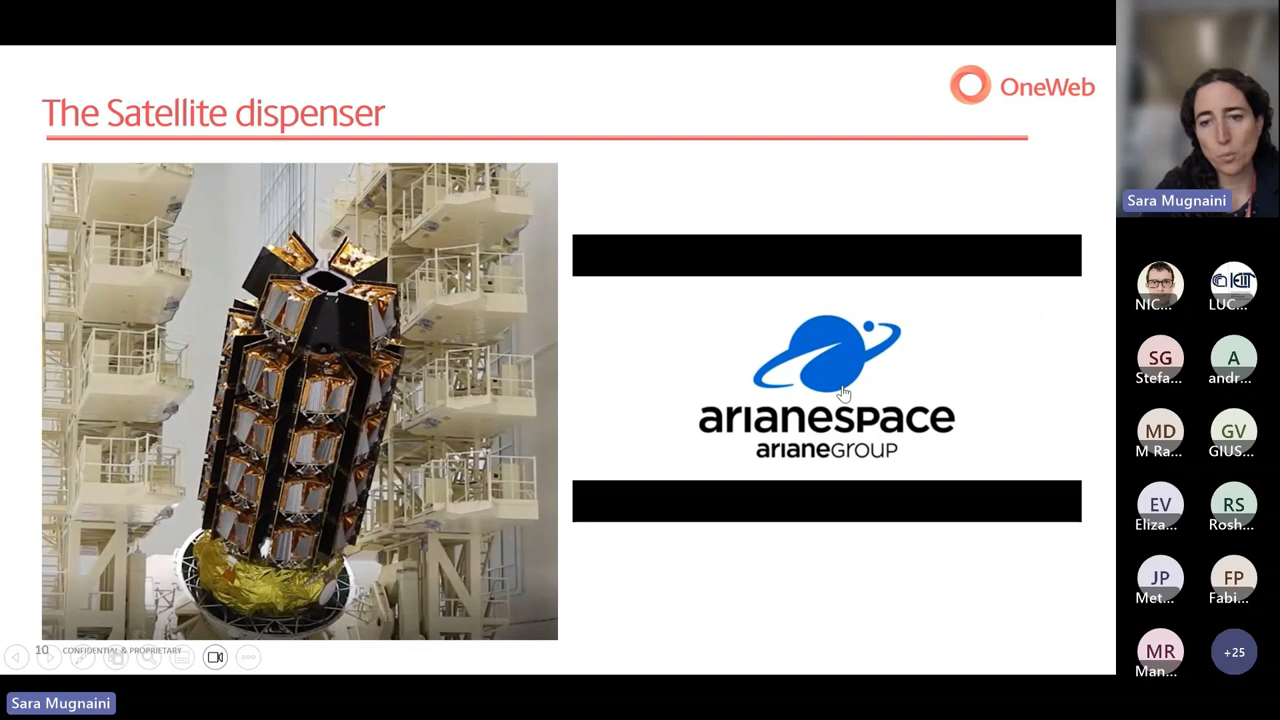 The Satellite dispenser
OneWeb
arianespace
arianeGROUP
10 CONFIDENTIAL & PROPRIETARY
Sara Mugnaini
NIC...
LUC...
SG
Stefa...
A
andr...
MD
M Ra...
GV
GIUS...
EV
Eliza...
RS
Rosh...
JP
Met...
FP
Fabi...
MR
Man...
+25
Sara Mugnaini